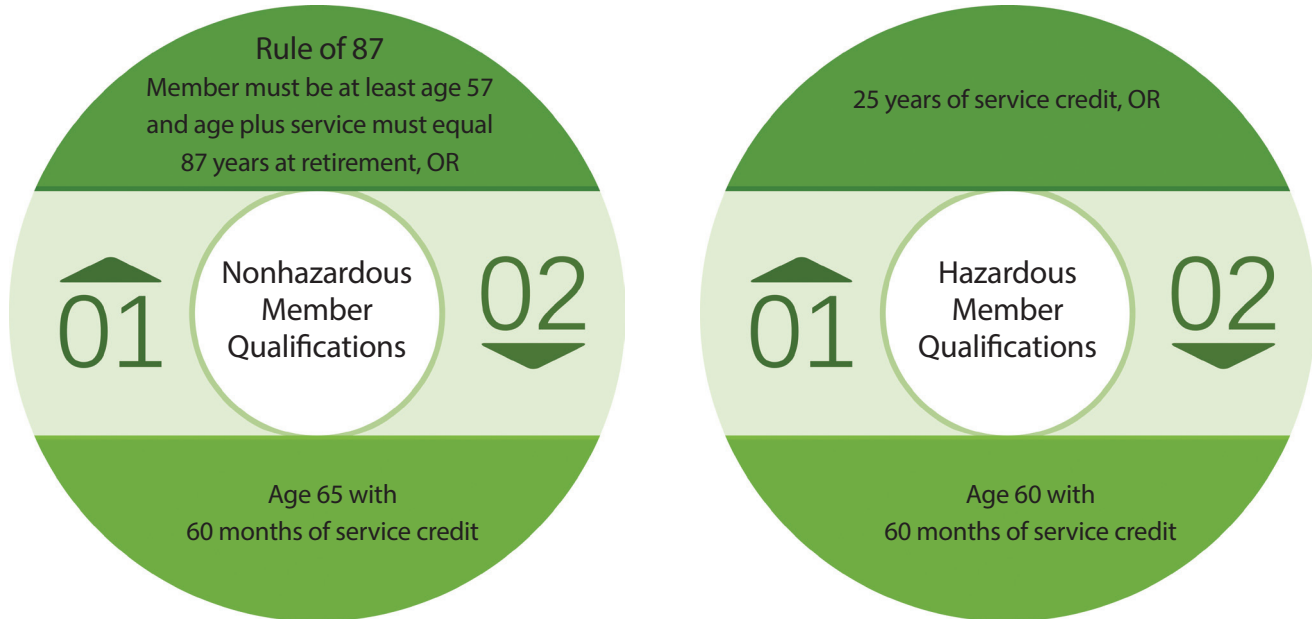 Rule of 87
Member must be at least age 57
and age plus service must equal
87 years at retirement, OR
01
Nonhazardous
Member
Qualifications
02
Age 65 with
60 months of service credit
25 years of service credit, OR
01
Hazardous
Member
Qualifications
02
Age 60 with
60 months of service credit